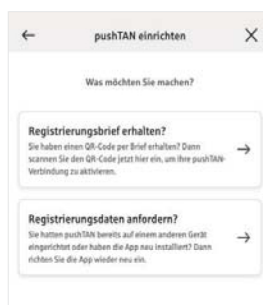 pushTAN einrichten
Was möchten Sie machen?
Registrierungsbrief erhalten?
Sie haben einen QR-Code per Brief erhalten? Dann
scannen Sie den QR-Code jetzt hier ein, um ihre pushTAN-
Verbindung zu aktivieren.
Registrierungsdaten anfordern?
Sie hatten pushTAN bereits auf einem anderen Gerät
eingerichtet oder haben die App neu installiert? Dann
richten Sie die App wieder neu ein.